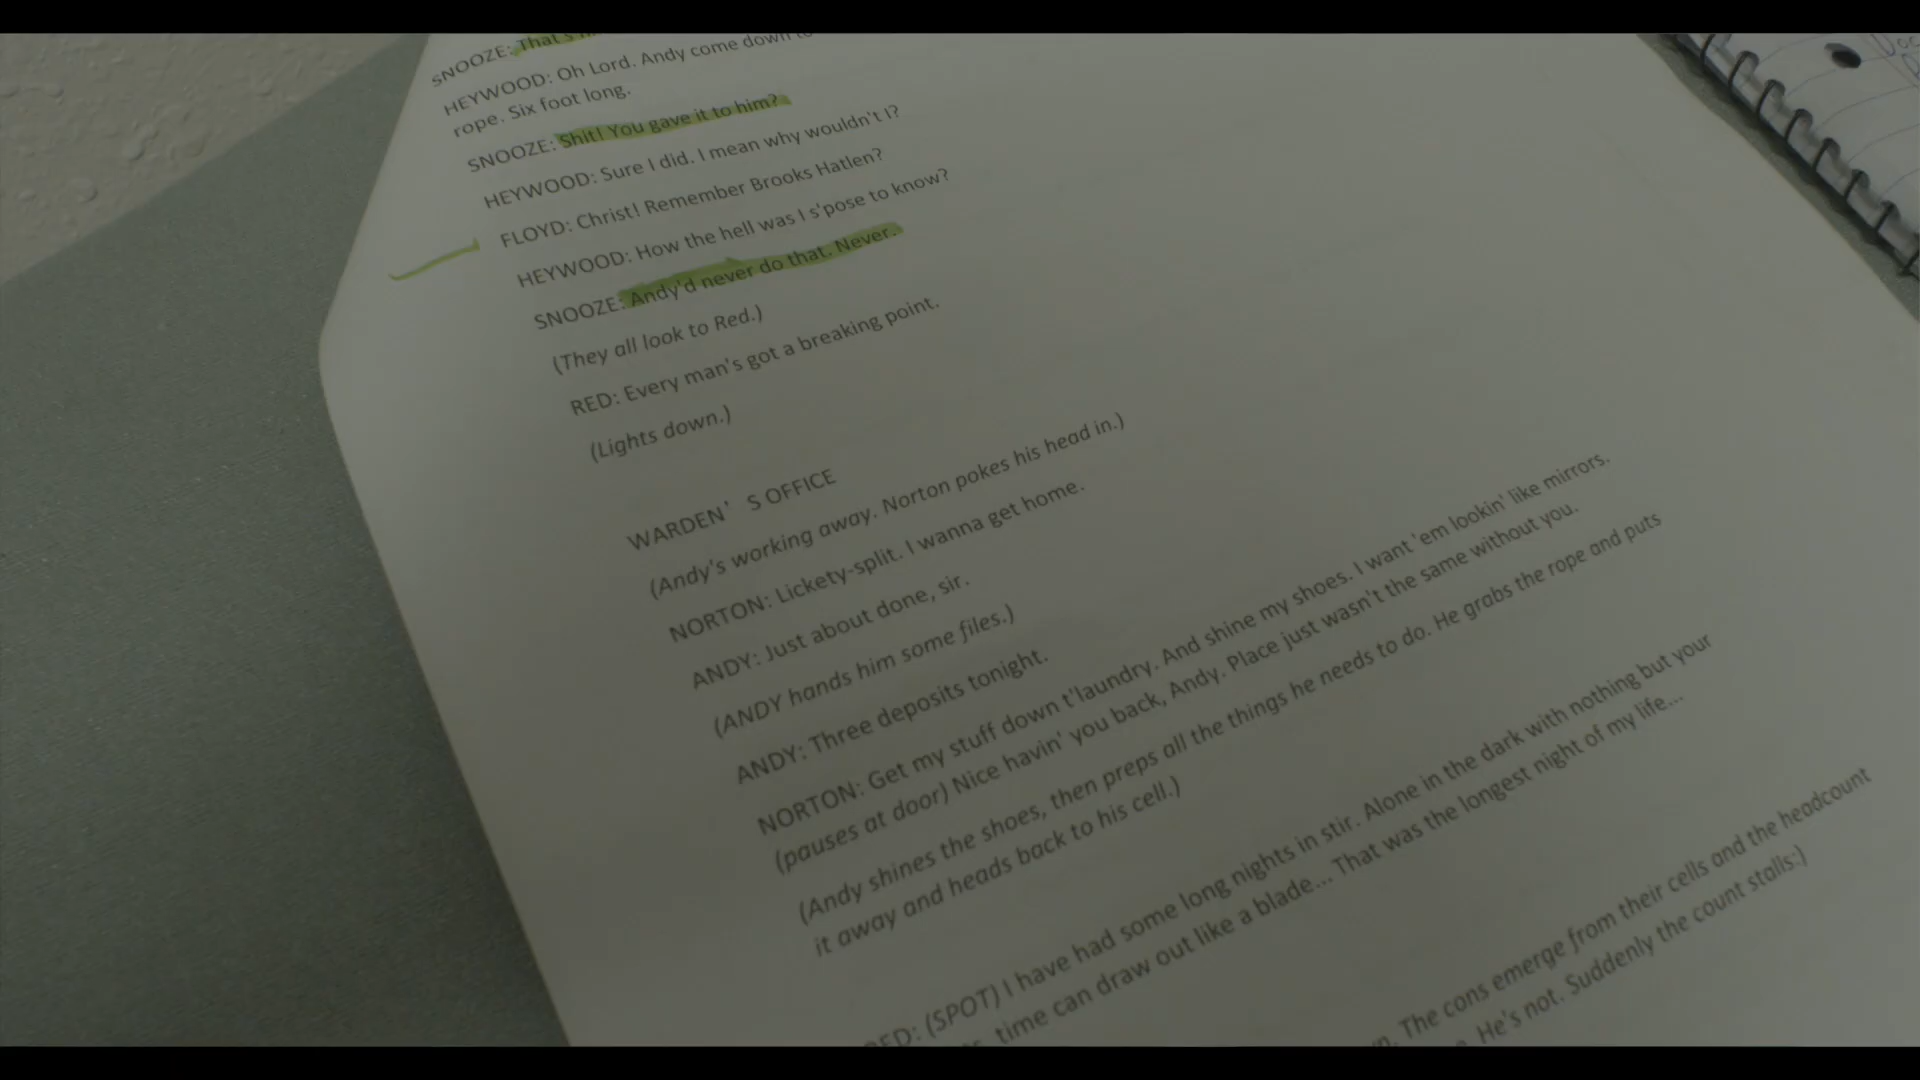 SNOOZE: That's
HEYWOOD: Oh Lord. Andy come down to
rope. Six foot long.
SNOOZE: Shit! You gave it to him?
HEYWOOD: Sure I did. I mean why wouldn't I?
FLOYD: Christ! Remember Brooks Hatlen?
HEYWOOD: How the hell was I s'pose to know?
SNOOZE: Andy'd never do that. Never.
(They all look to Red.)
RED: Every man's got a breaking point.
(Lights down.)
WARDEN' S OFFICE
(Andy's working away. Norton pokes his head in.)
NORTON: Lickety-split. I wanna get home.
ANDY: Just about done, sir.
(ANDY hands him some files.)
ANDY: Three deposits tonight.
NORTON: Get my stuff down t'laundry. And shine my shoes. I want 'em lookin' like mirrors.
(pauses at door) Nice havin' you back, Andy. Place just wasn't the same without you.
(Andy shines the shoes, then preps all the things he needs to do. He grabs the rope and puts
it away and heads back to his cell.)
RED: (SPOT) I have had some long nights in stir. Alone in the dark with nothing but your
time can draw out like a blade... That was the longest night of my life...
The cons emerge from their cells and the headcount
He's not. Suddenly the count stalls:)